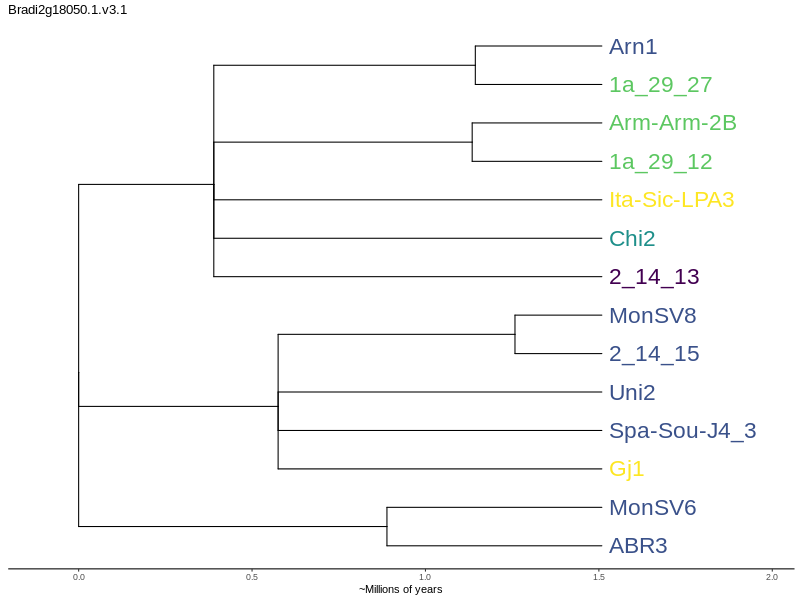 Bradi2g18050.1.v3.1
Arn1
1a_29_27
Arm-Arm-2B
1a_29_12
Ita-Sic-LPA3
Chi2
2_14_13
MonSV8
2_14_15
Uni2
Spa-Sou-J4_3
Gj1
MonSV6
ABR3
0.0 0.5 1.0 1.5 2.0
~Millions of years